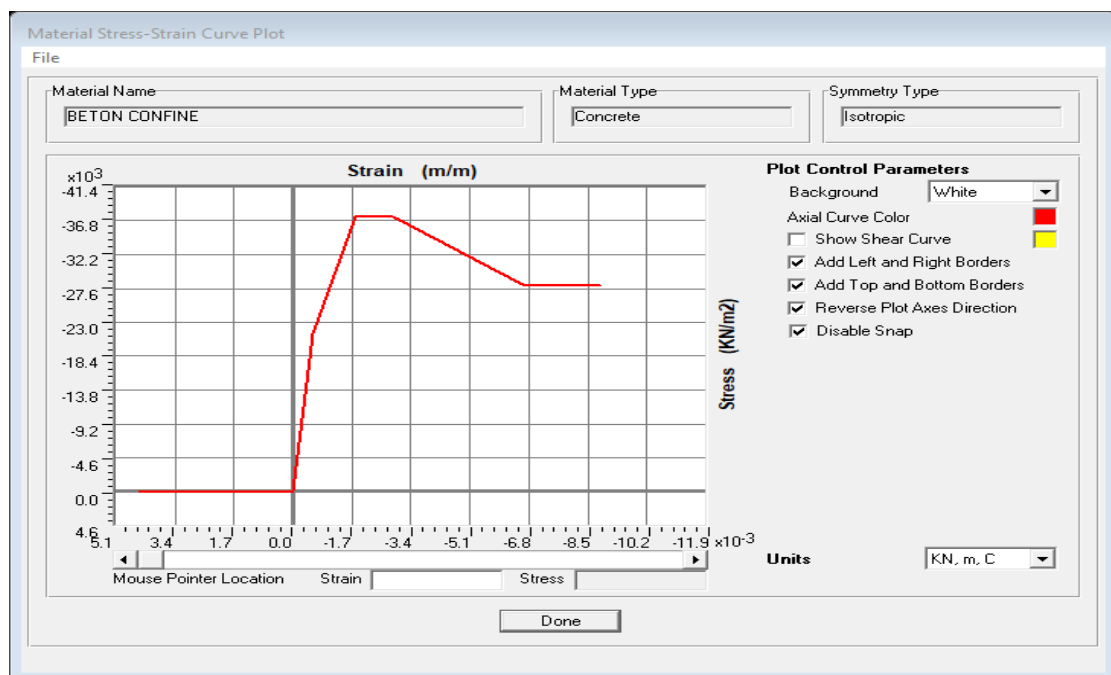 Material Stress-Strain Curve Plot
File
Material Name
BETON CONFINE
Material Type
Concrete
Symmetry Type
Isotropic
Strain (m/m)
x10³
-41.4
-36.8
-32.2
-27.6
-23.0
-18.4
-13.8
-9.2
-4.6
0.0
4.6
5.1 3.4 1.7 0.0 -1.7 -3.4 -5.1 -6.8 -8.5 -10.2 -11.9 x10⁻³
Stress (KN/m2)
Mouse Pointer Location Strain Stress
Plot Control Parameters
Background White
Axial Curve Color
Show Shear Curve
Add Left and Right Borders
Add Top and Bottom Borders
Reverse Plot Axes Direction
Disable Snap
Units KN, m, C
Done